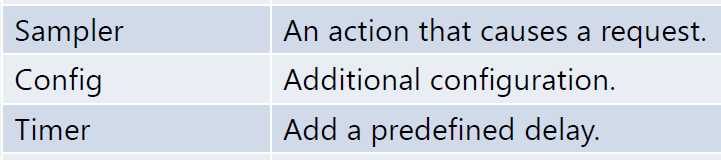 Sampler An action that causes a request.
Config Additional configuration.
Timer Add a predefined delay.